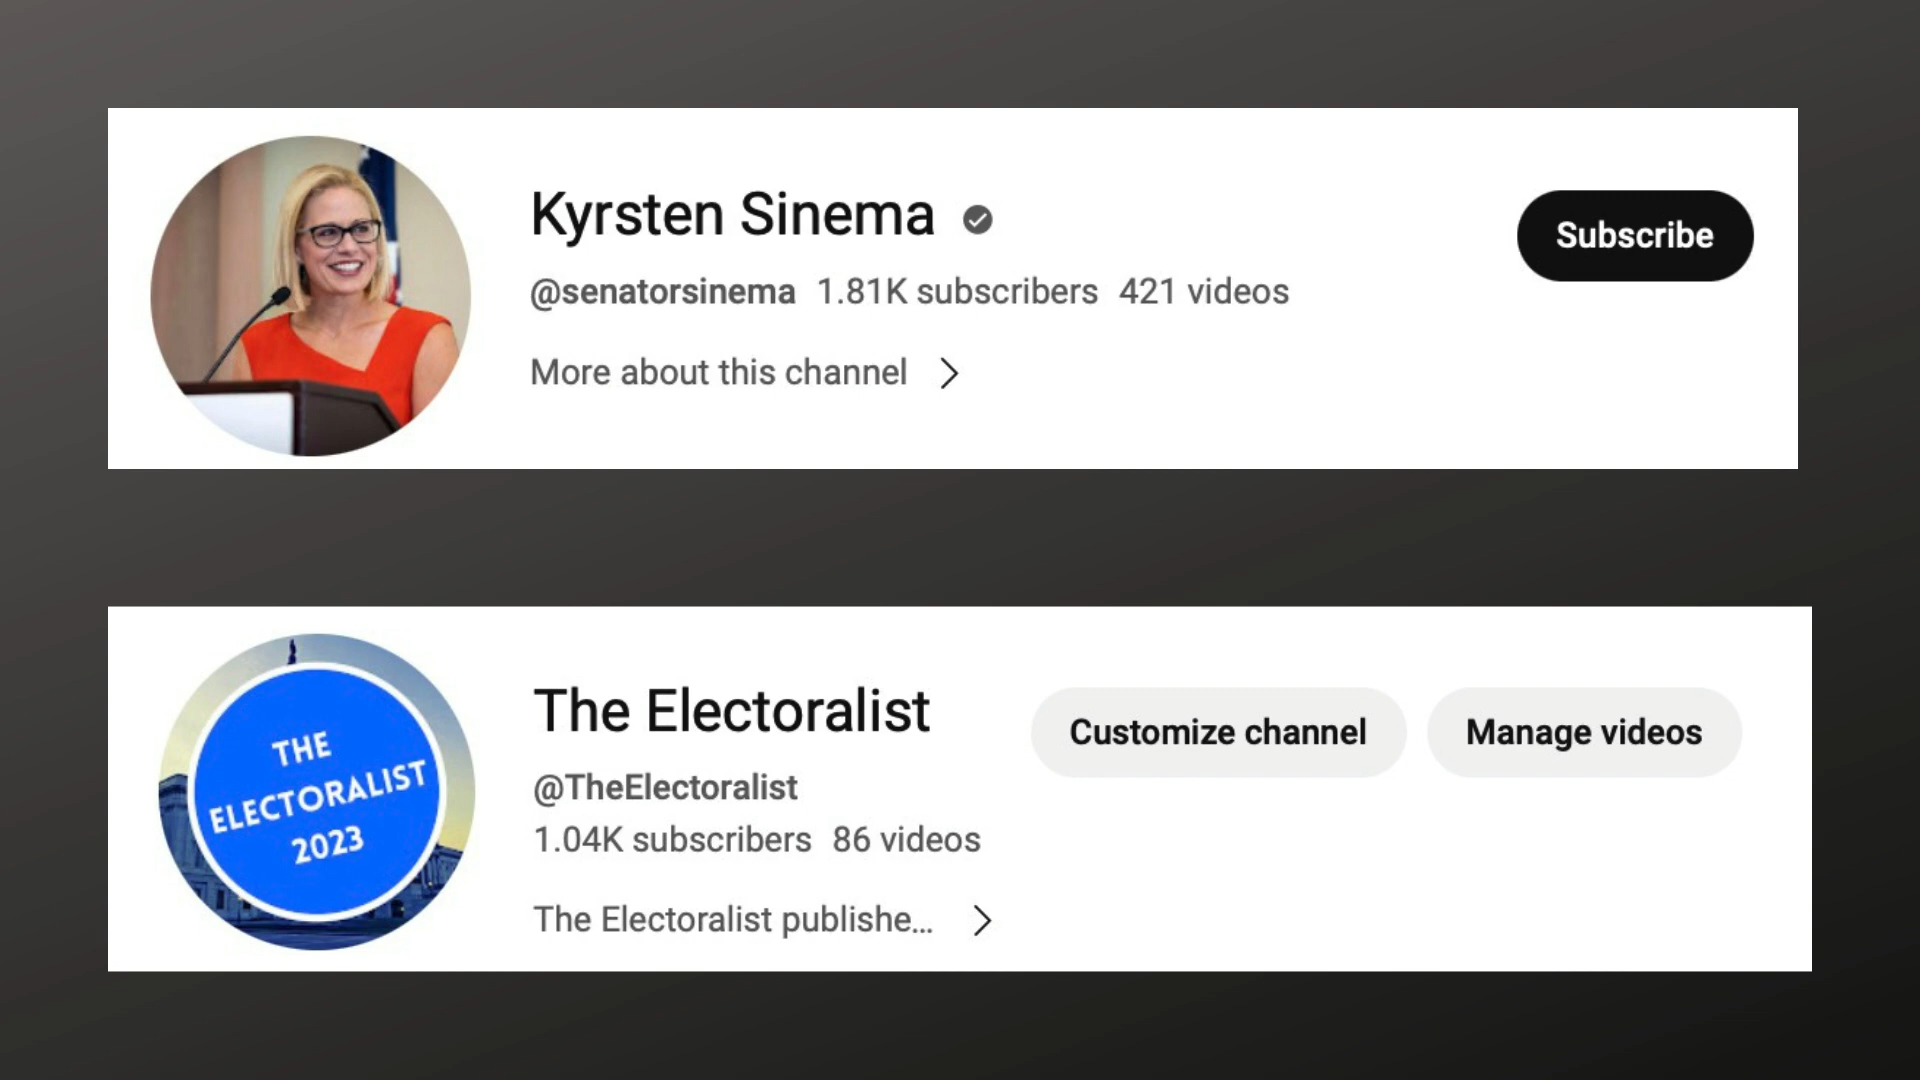 Kyrsten Sinema
Subscribe
@senatorsinema 1.81K subscribers 421 videos
More about this channel
THE
ELECTORALIST
2023
The Electoralist
Customize channel
Manage videos
@TheElectoralist
1.04K subscribers 86 videos
The Electoralist publishe...